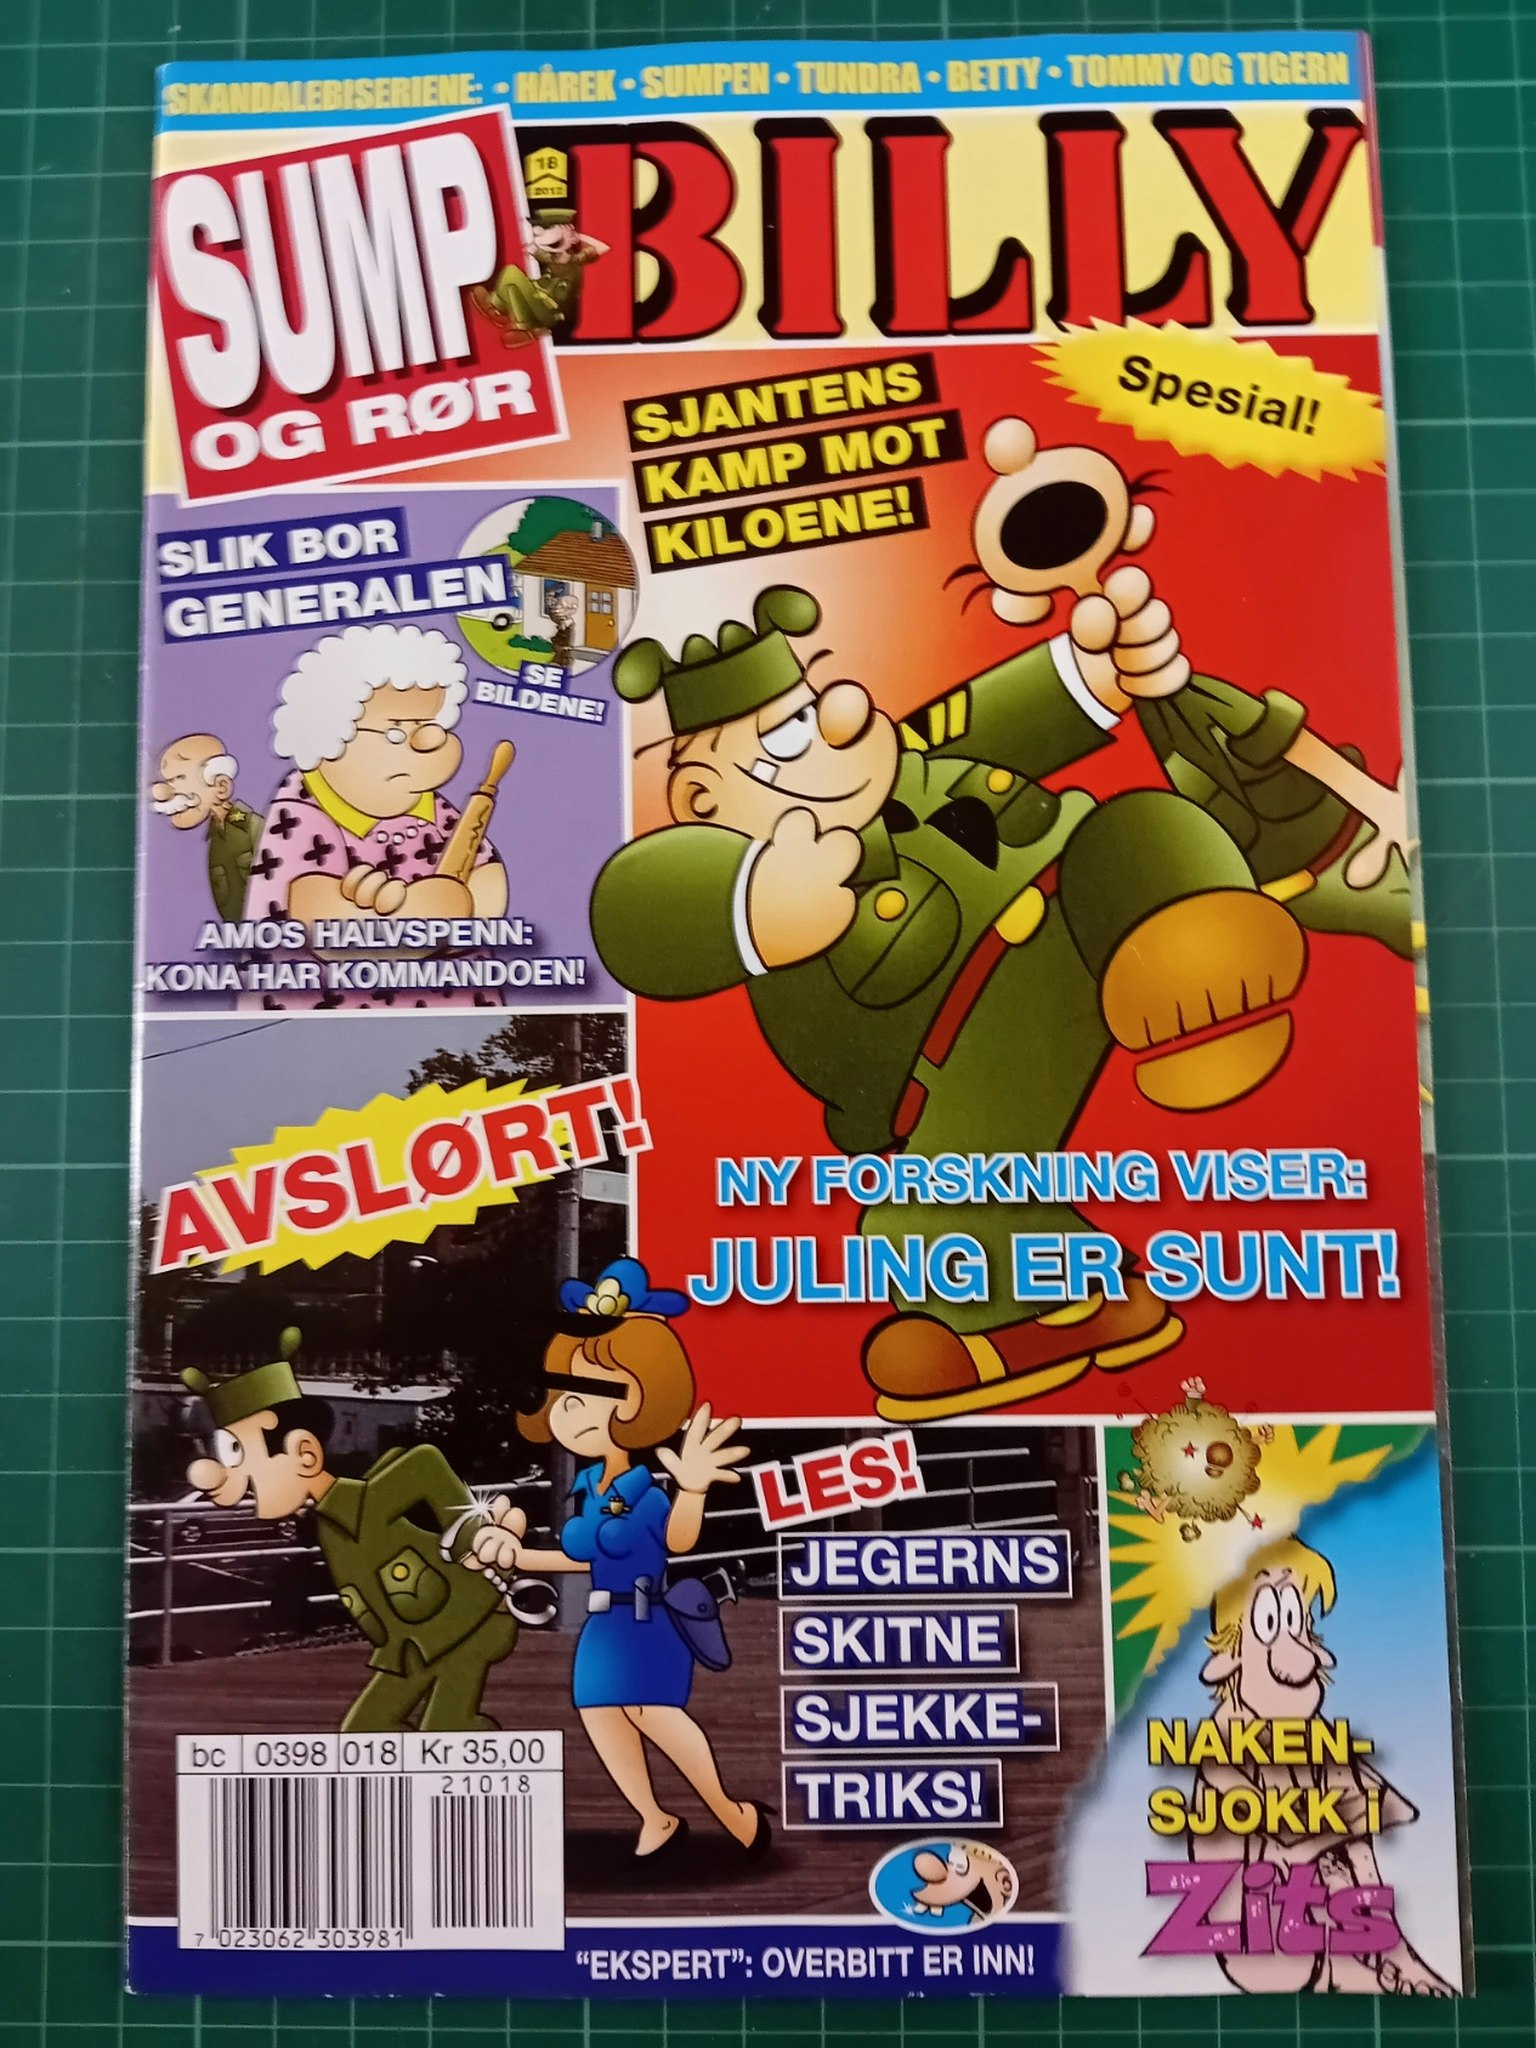 SKANDALEBISERIENE: • HÅREK • SUMPEN • TUNDRA • BETTY • TOMMY OG TIGERN
SUMP
OG RØR
18
2012
BILLY
Spesial!
SJANTENS
KAMP MOT
KILOENE!
SLIK BOR
GENERALEN
SE
BILDENE!
AMOS HALVSPENN:
KONA HAR KOMMANDOEN!
AVSLØRT!
NY FORSKNING VISER:
JULING ER SUNT!
LES!
JEGERNS
SKITNE
SJEKKE-
TRIKS!
NAKEN-
SJOKK i
Zits
bc 0398 018 Kr 35,00
21018
7 023062 303981
"EKSPERT": OVERBITT ER INN!